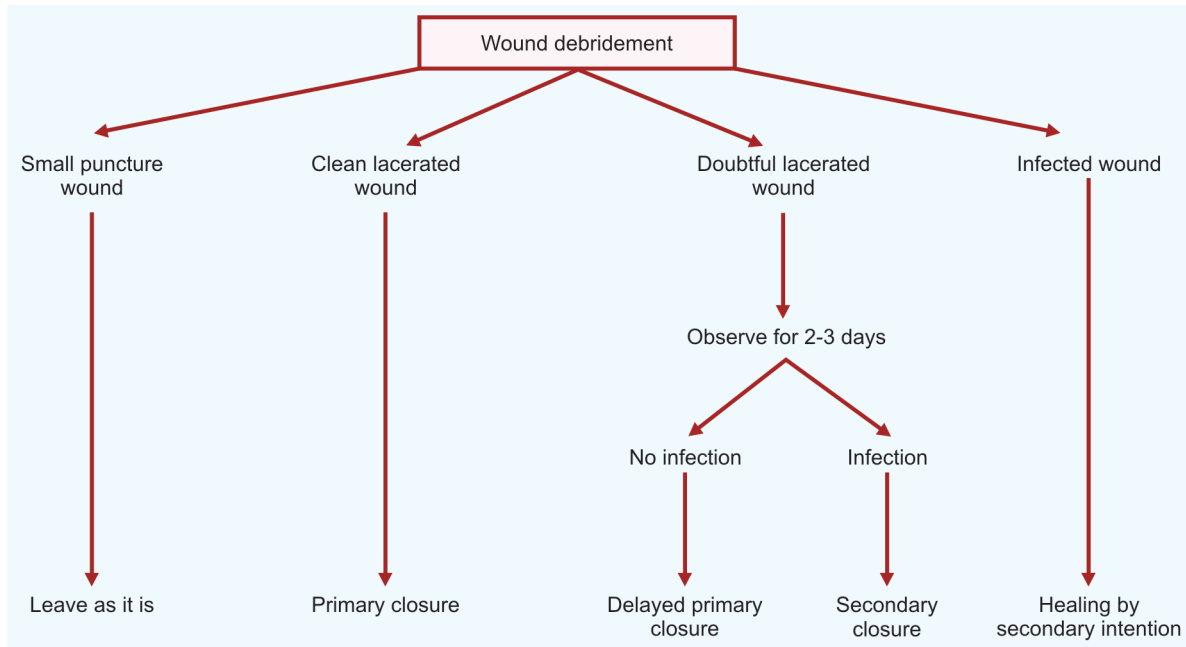 Wound debridement
Small puncture
wound
Clean lacerated
wound
Doubtful lacerated
wound
Infected wound
Observe for 2-3 days
No infection
Infection
Leave as it is
Primary closure
Delayed primary
closure
Secondary
closure
Healing by
secondary intention